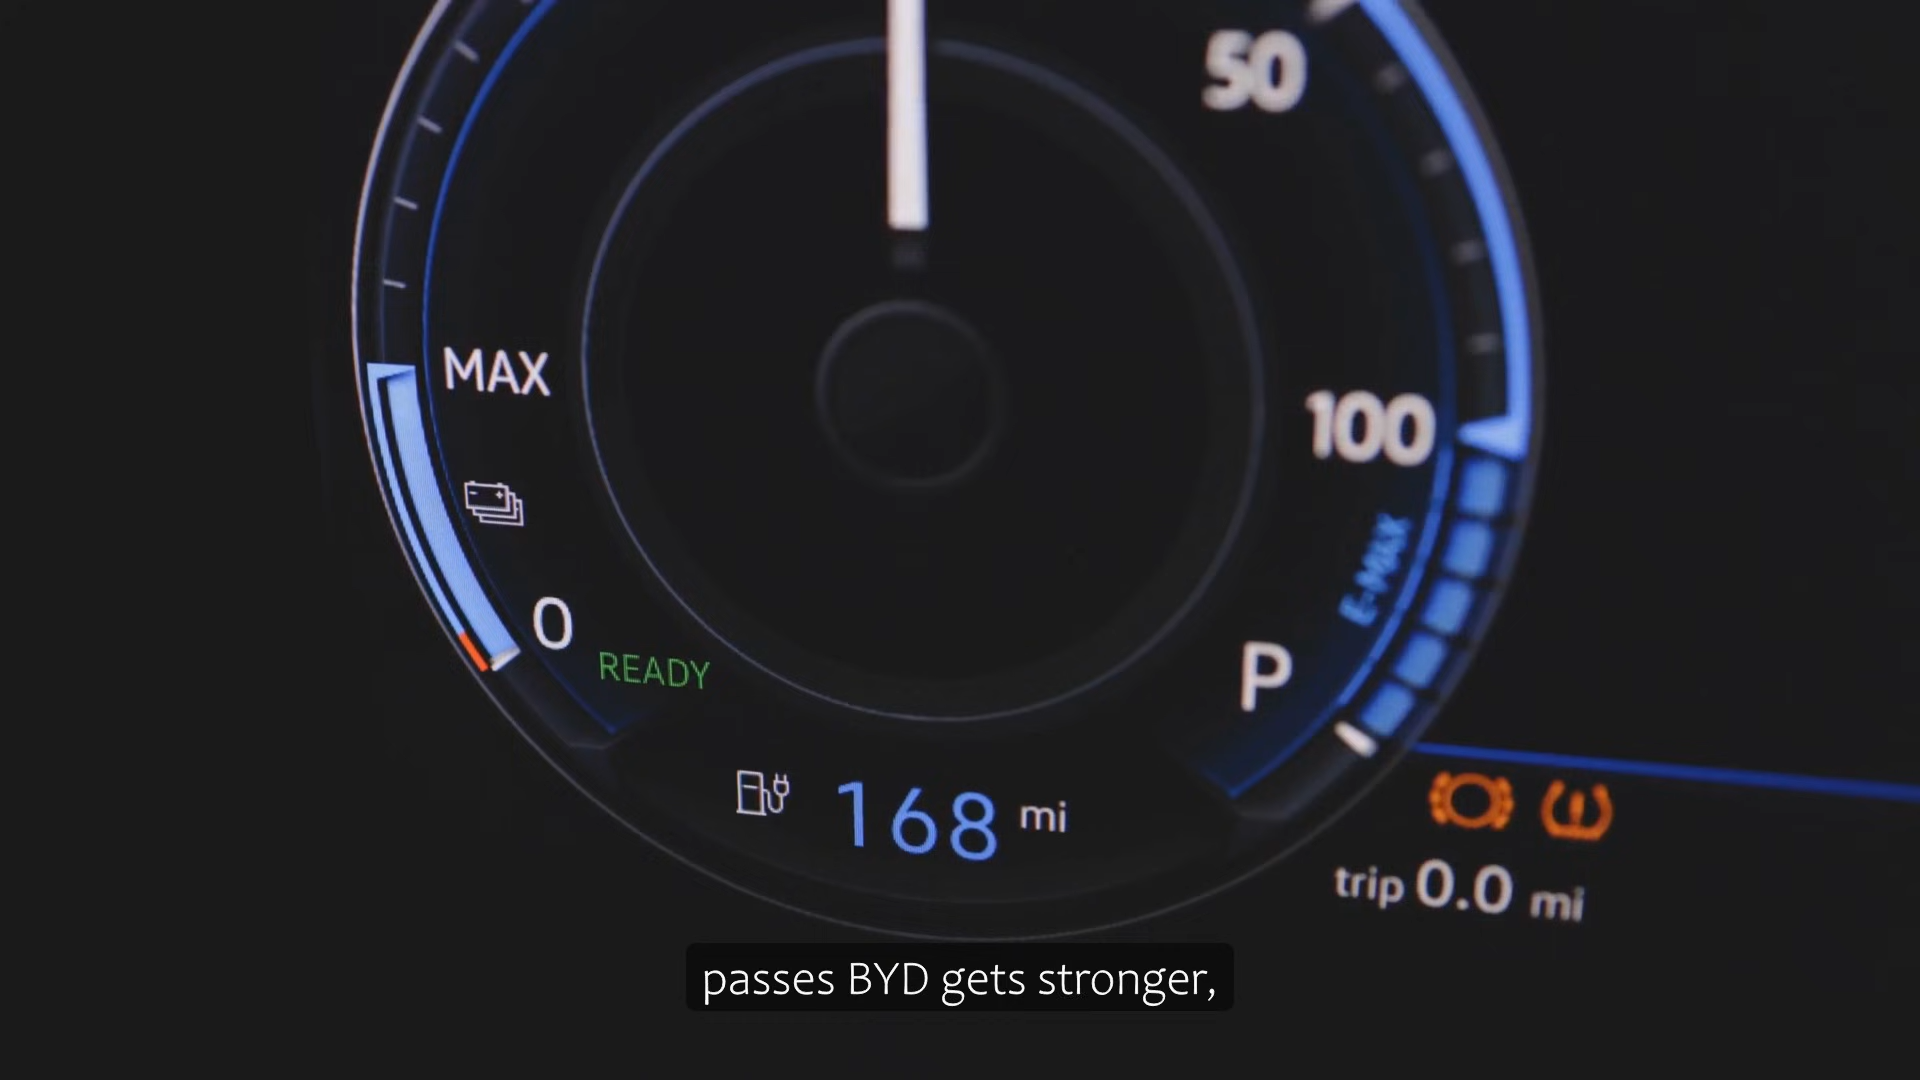 50
MAX
100
E-MAX
0
READY
P
168 mi
trip 0.0 mi
passes BYD gets stronger,